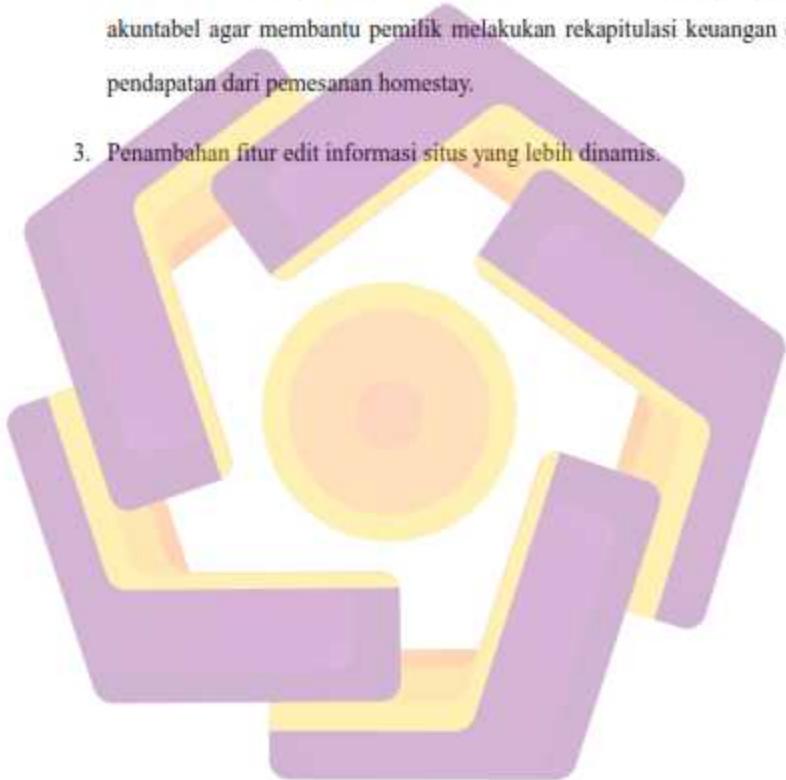 akuntabel agar membantu pemilik melakukan rekapitulasi keuangan
pendapatan dari pemesanan homestay.
3. Penambahan fitur edit informasi situs yang lebih dinamis.